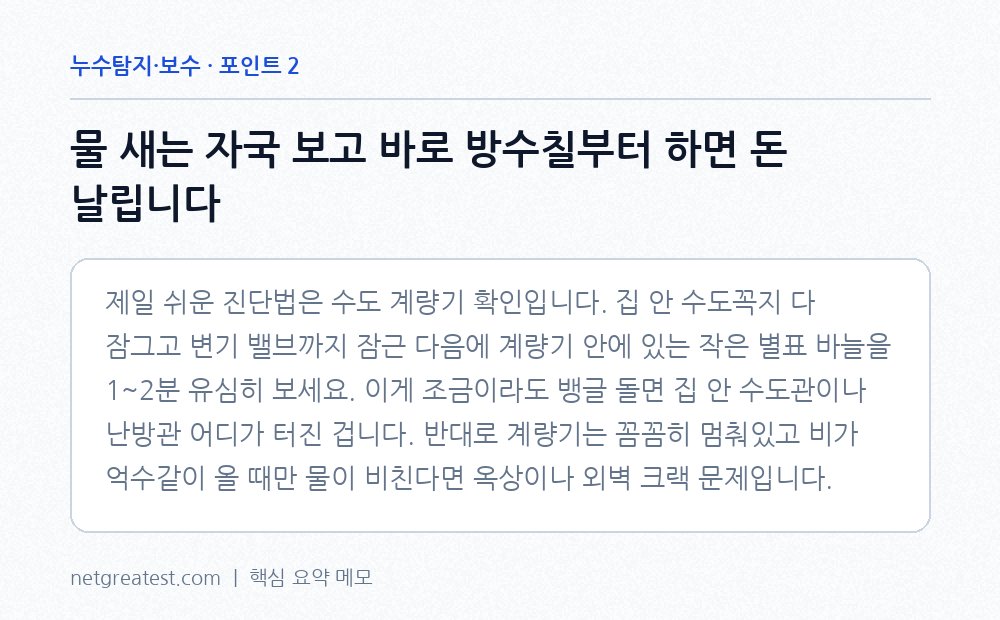 누수탐지·보수 · 포인트 2
물 새는 자국 보고 바로 방수칠부터 하면 돈
날립니다
제일 쉬운 진단법은 수도 계량기 확인입니다. 집 안 수도꼭지 다
잠그고 변기 밸브까지 잠근 다음에 계량기 안에 있는 작은 별표 바늘을
1~2분 유심히 보세요. 이게 조금이라도 뱅글 돌면 집 안 수도관이나
난방관 어디가 터진 겁니다. 반대로 계량기는 꼼꼼히 멈춰있고 비가
억수같이 올 때만 물이 비친다면 옥상이나 외벽 크랙 문제입니다.
netgreatest.com | 핵심 요약 메모